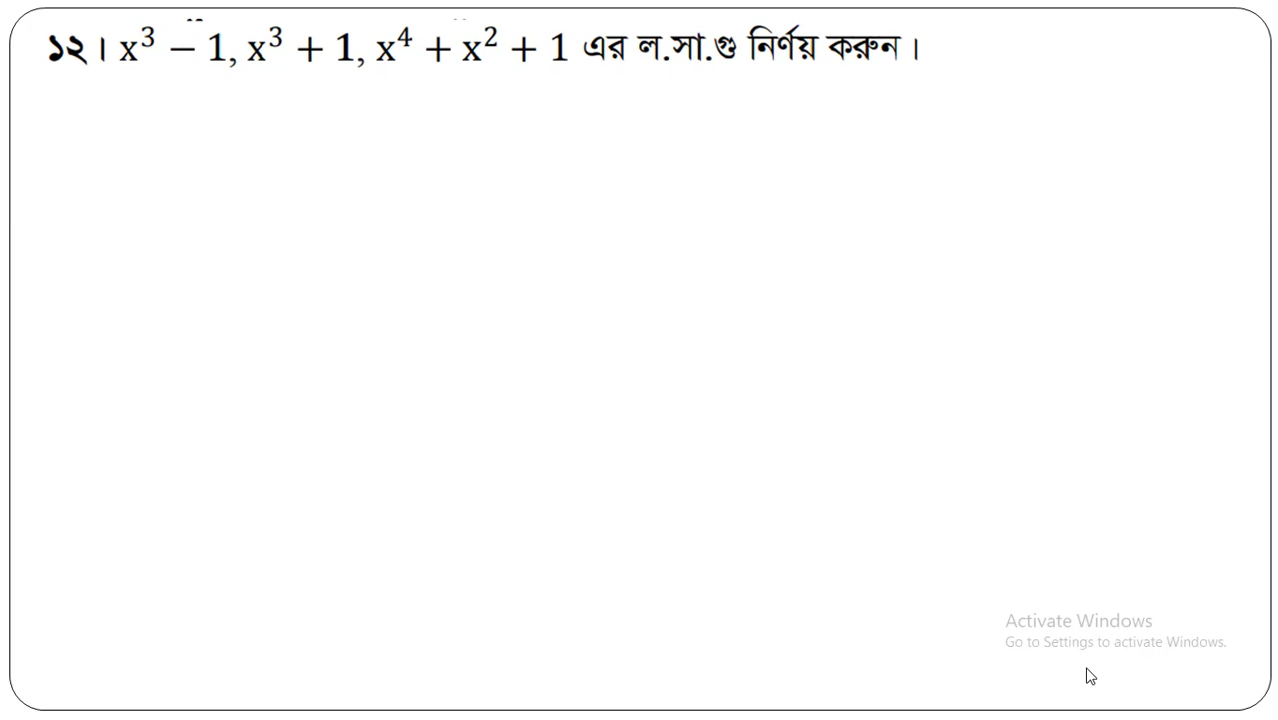 ১২। x³ − 1, x³ + 1, x⁴ + x² + 1 এর ল.সা.গু নির্ণয় করুন।
Activate Windows
Go to Settings to activate Windows.